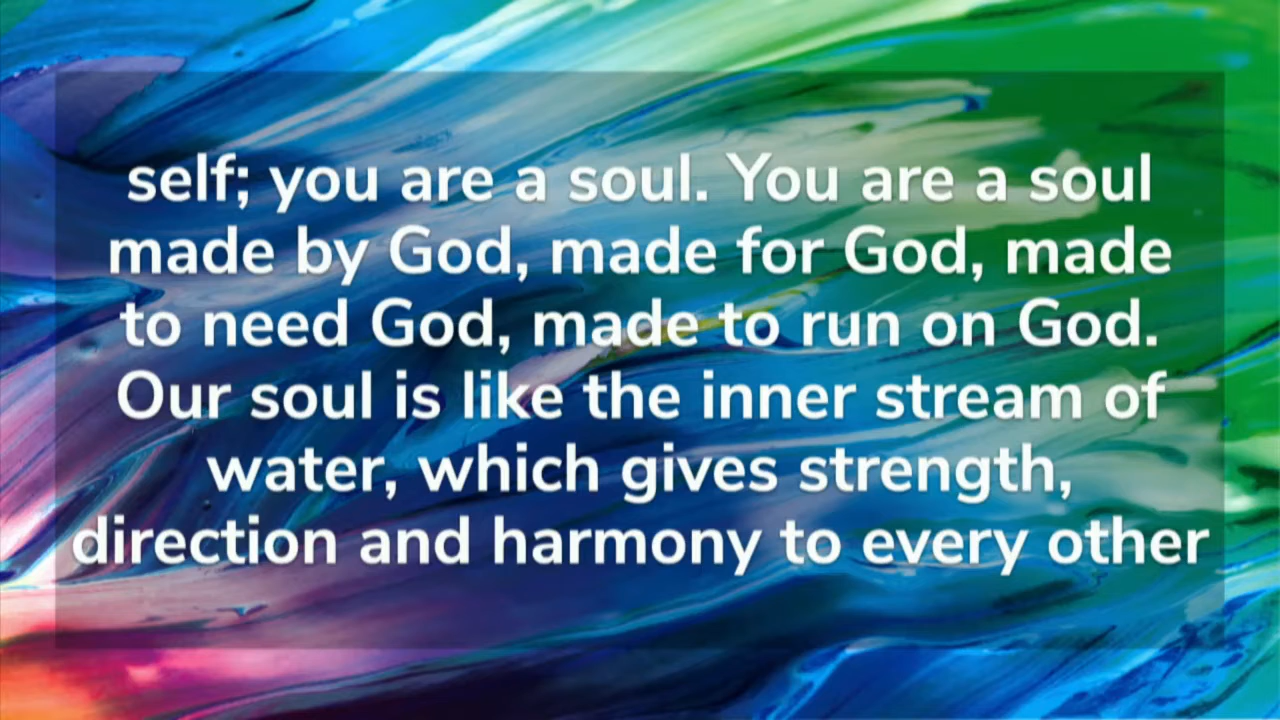 self; you are a soul. You are a soul
made by God, made for God, made
to need God, made to run on God.
Our soul is like the inner stream of
water, which gives strength,
direction and harmony to every other